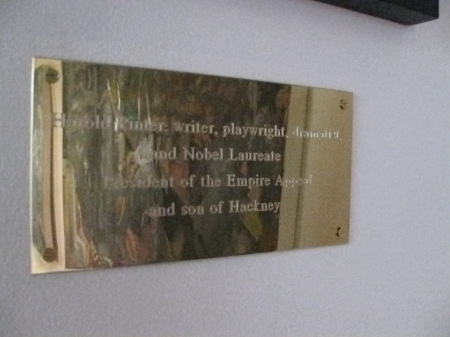 Harold Pinter: writer, playwright, dramatist,
and Nobel Laureate
President of the Empire Appeal
and son of Hackney